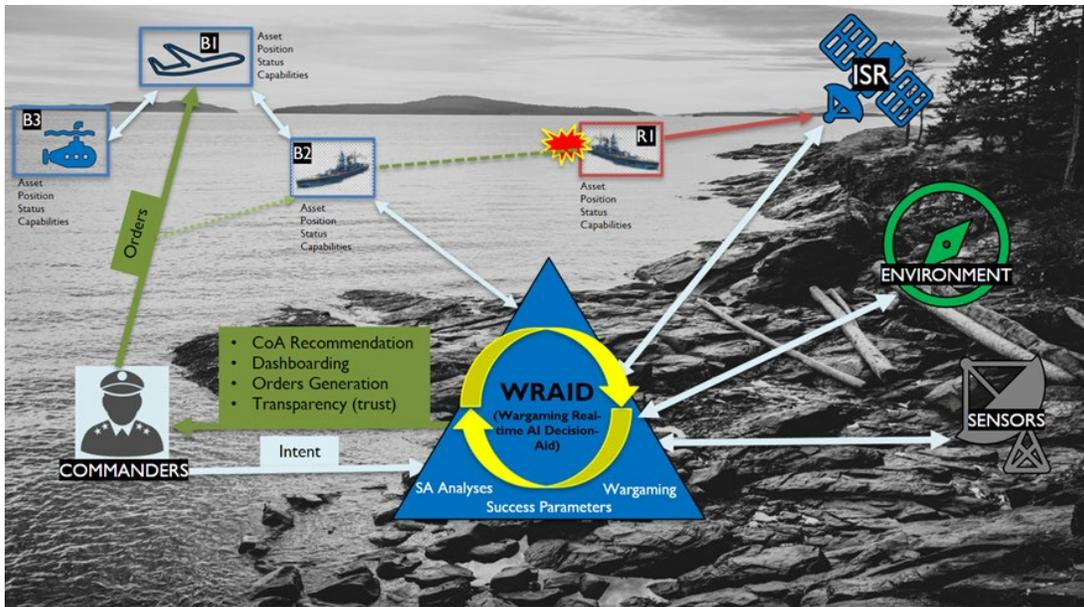 B1
Asset
Position
Status
Capabilities
ISR
B3
Asset
Position
Status
Capabilities
B2
Asset
Position
Status
Capabilities
R1
Asset
Position
Status
Capabilities
Orders
ENVIRONMENT
• CoA Recommendation
• Dashboarding
• Orders Generation
• Transparency (trust)
WRAID
(Wargaming Real-
time AI Decision-
Aid)
SENSORS
COMMANDERS
Intent
SA Analyses
Wargaming
Success Parameters